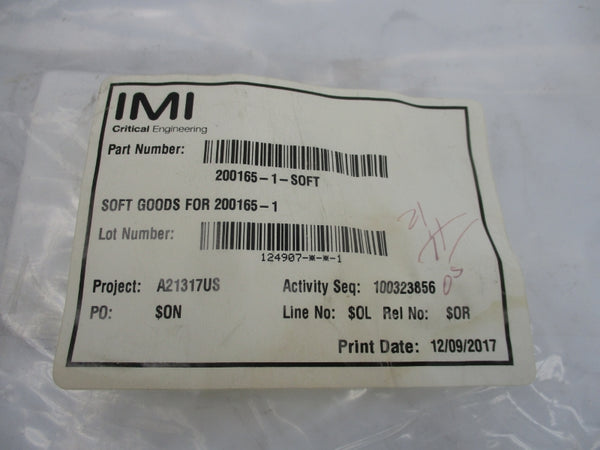 IMI
Critical Engineering
Part Number:
200165-1-SOFT
SOFT GOODS FOR 200165-1
Lot Number:
124907-*-*-1
Project: A21317US Activity Seq: 100323856
PO: $ON Line No: $OL Rel No: $OR
Print Date: 12/09/2017